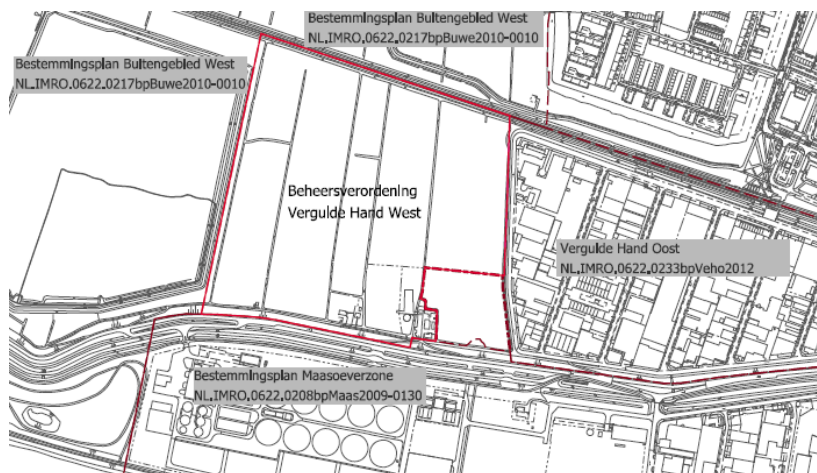 Bestemmingsplan Buitengebied West
NL.IMRO.0622.0217bpBuwe2010-0010
Bestemmingsplan Buitengebied West
NL.IMRO.0622.0217bpBuwe2010-0010
Beheersverordening
Vergulde Hand West
Vergulde Hand Oost
NL.IMRO.0622.0233bpVeho2012
Bestemmingsplan Maasoeverzone
NL.IMRO.0622.0208bpMaas2009-0130